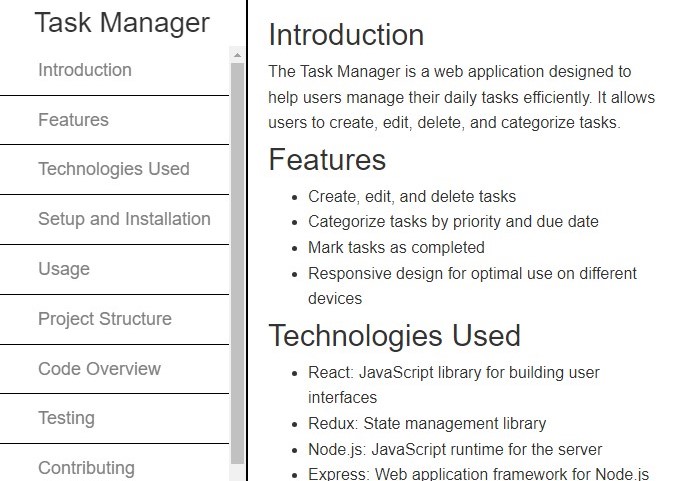 Task Manager
Introduction
Features
Technologies Used
Setup and Installation
Usage
Project Structure
Code Overview
Testing
Contributing
Introduction
The Task Manager is a web application designed to
help users manage their daily tasks efficiently. It allows
users to create, edit, delete, and categorize tasks.
Features
• Create, edit, and delete tasks
• Categorize tasks by priority and due date
• Mark tasks as completed
• Responsive design for optimal use on different
devices
Technologies Used
• React: JavaScript library for building user
interfaces
• Redux: State management library
• Node.js: JavaScript runtime for the server
• Express: Web application framework for Node.js